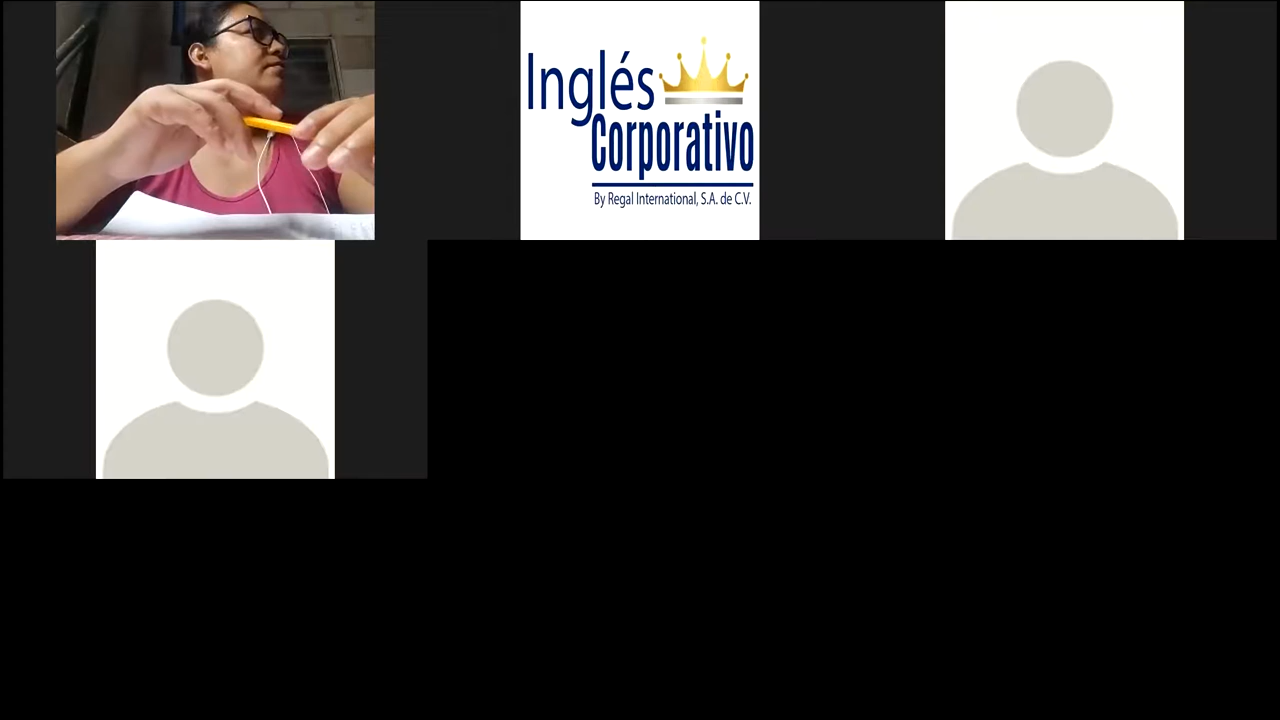 Inglés
Corporativo
By Regal International, S.A. de C.V.